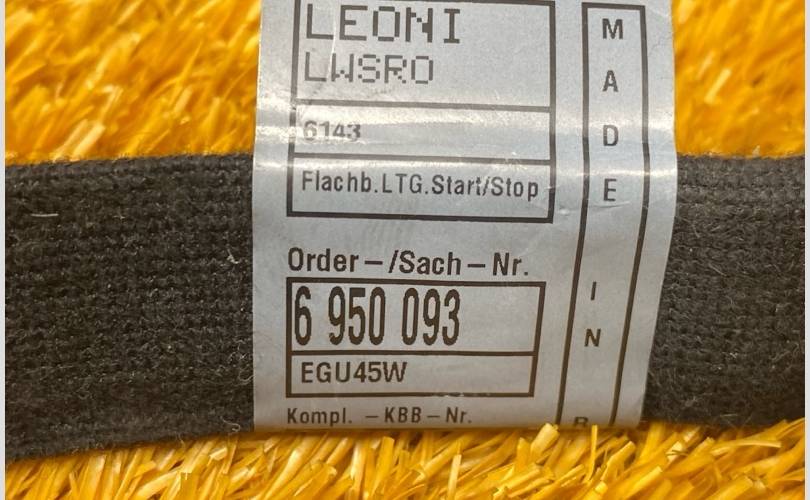 LEONI
LWSRO
6143
Flachb.LTG.Start/Stop
Order-/Sach-Nr.
6 950 093
EGU45W
Kompl. -KBB-Nr.
MADE IN R